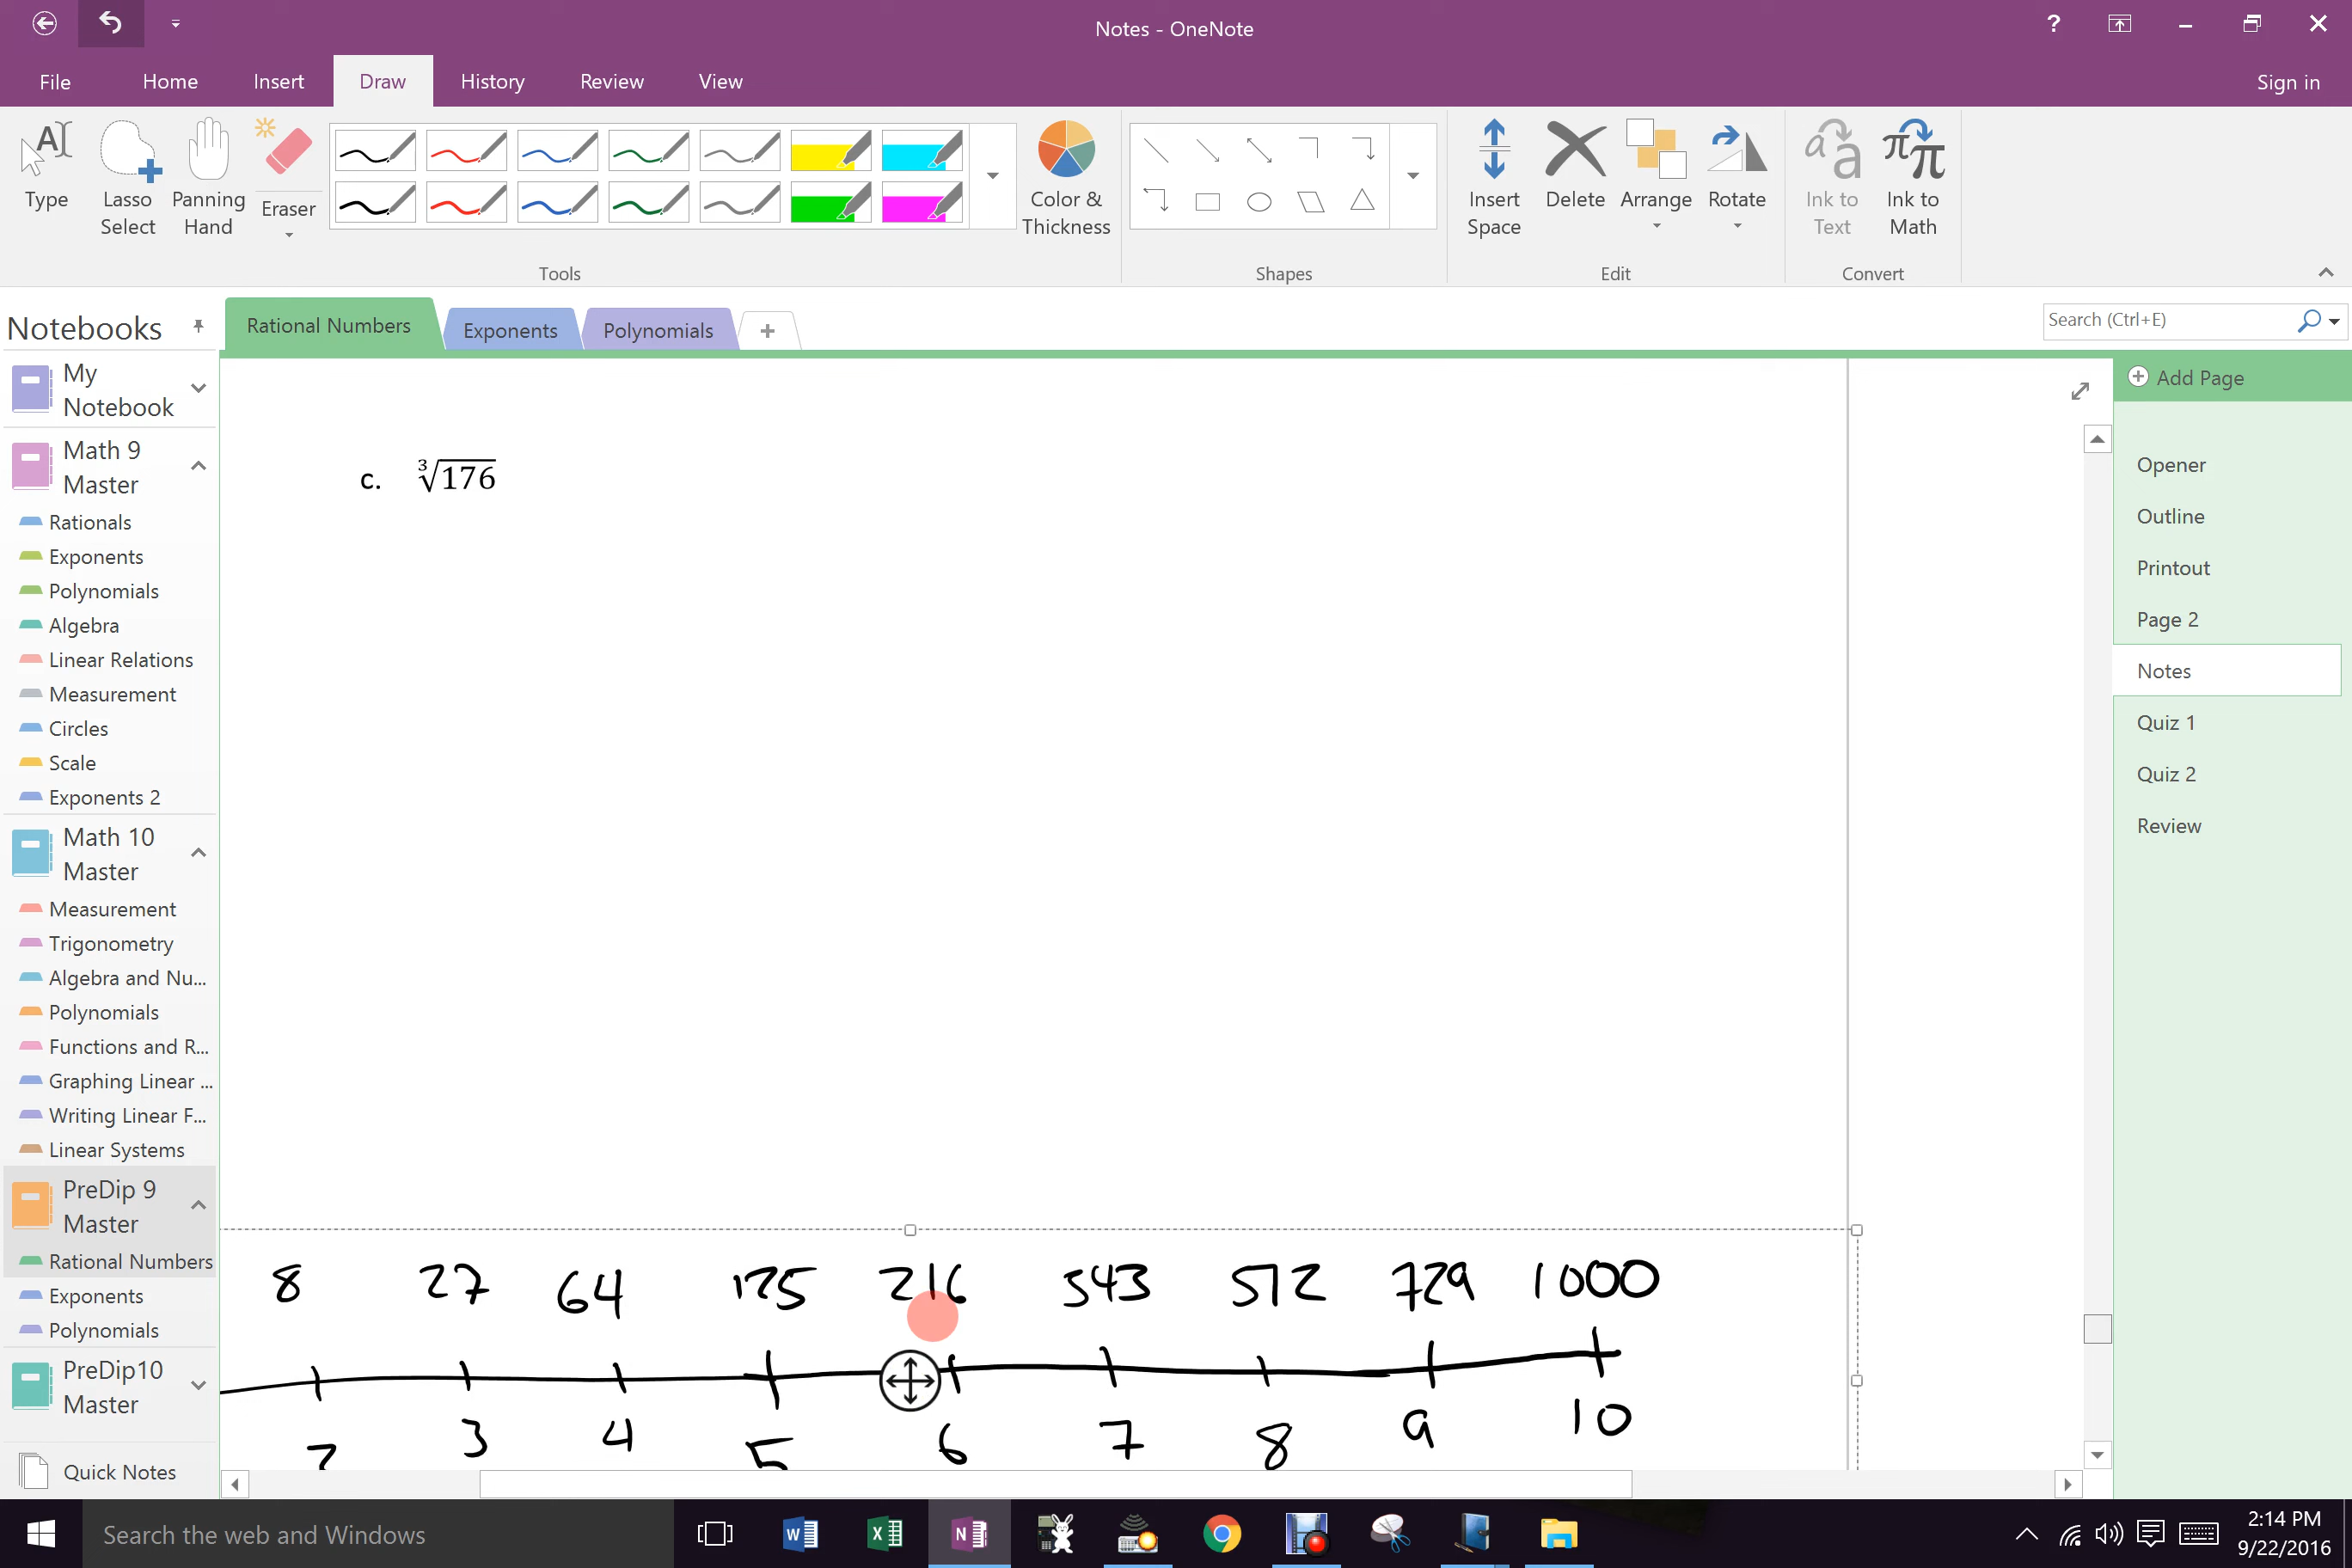 Notes - OneNote
?
File Home Insert Draw History Review View Sign in
Type
Lasso Select
Panning Hand
Eraser
Color & Thickness
Insert Space
Delete
Arrange
Rotate
Ink to Text
Ink to Math
Tools Shapes Edit Convert
Notebooks
Rational Numbers Exponents Polynomials +
Search (Ctrl+E)
My Notebook
Math 9 Master
Rationals
Exponents
Polynomials
Algebra
Linear Relations
Measurement
Circles
Scale
Exponents 2
Math 10 Master
Measurement
Trigonometry
Algebra and Nu...
Polynomials
Functions and R...
Graphing Linear ...
Writing Linear F...
Linear Systems
PreDip 9 Master
Rational Numbers
Exponents
Polynomials
PreDip10 Master
Quick Notes
c. ∛176
8 27 64 125 216 343 512 729 1000
2 3 4 5 6 7 8 9 10
Add Page
Opener
Outline
Printout
Page 2
Notes
Quiz 1
Quiz 2
Review
Search the web and Windows
2:14 PM
9/22/2016